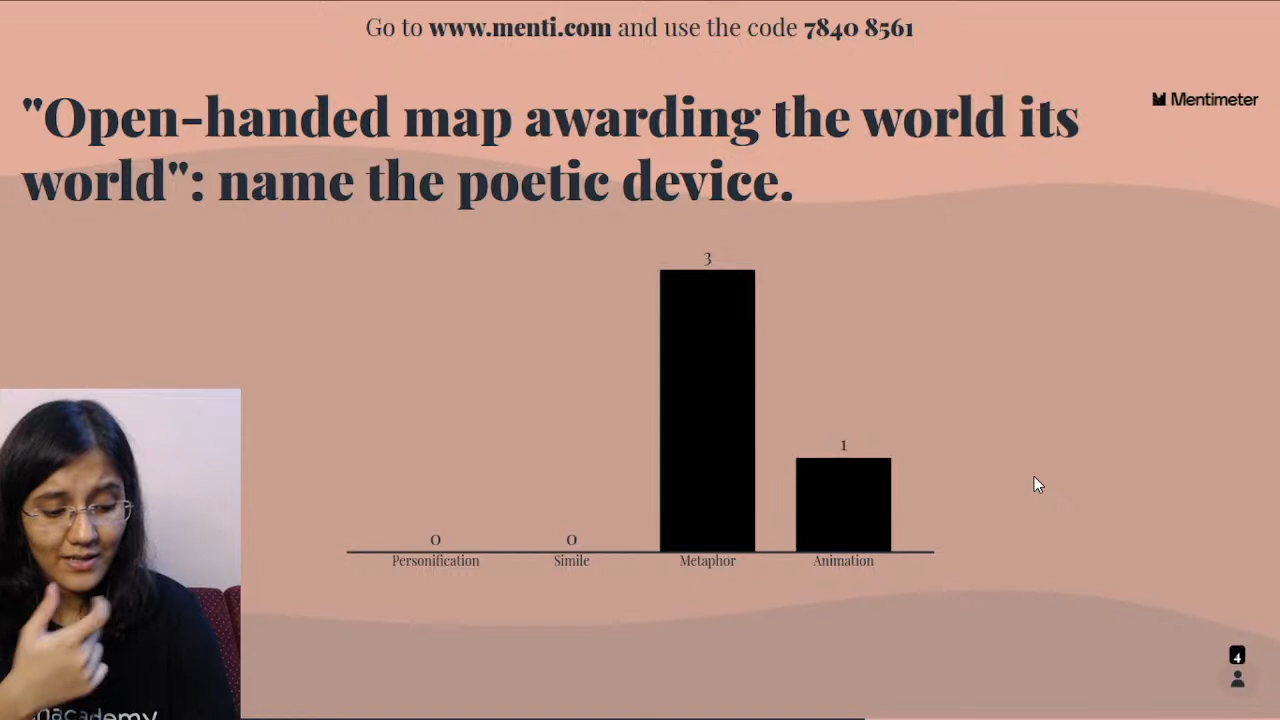 Go to www.menti.com and use the code 7840 8561
"Open-handed map awarding the world its
world": name the poetic device.
Mentimeter
3
1
0
0
Personification
Simile
Metaphor
Animation
4
nacademy